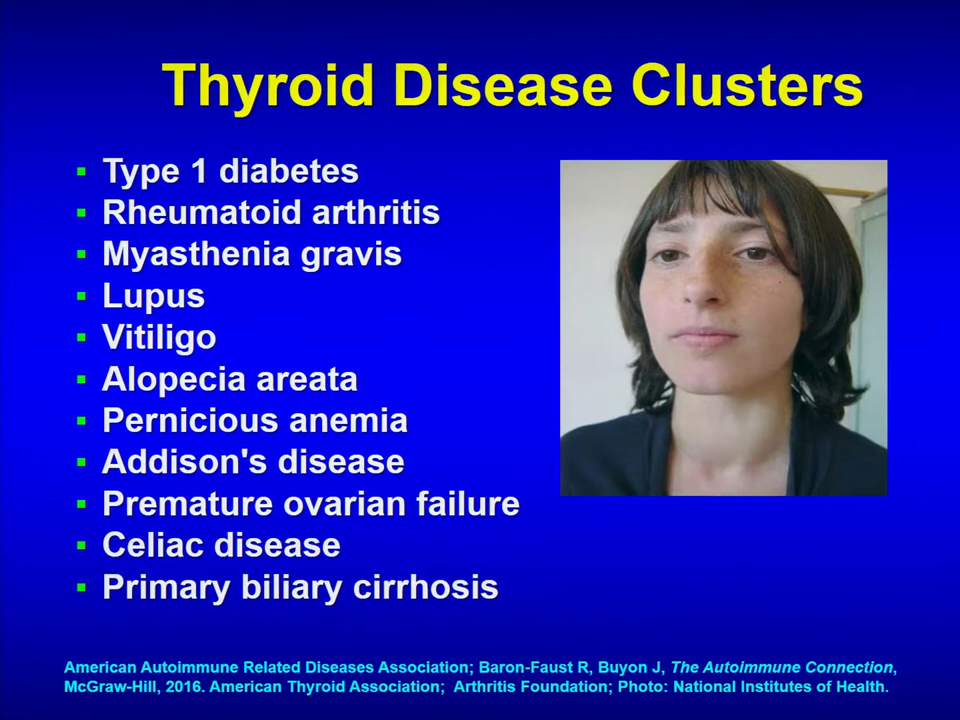 Thyroid Disease Clusters
▪ Type 1 diabetes
▪ Rheumatoid arthritis
▪ Myasthenia gravis
▪ Lupus
▪ Vitiligo
▪ Alopecia areata
▪ Pernicious anemia
▪ Addison's disease
▪ Premature ovarian failure
▪ Celiac disease
▪ Primary biliary cirrhosis
American Autoimmune Related Diseases Association; Baron-Faust R, Buyon J, The Autoimmune Connection,
McGraw-Hill, 2016. American Thyroid Association; Arthritis Foundation; Photo: National Institutes of Health.